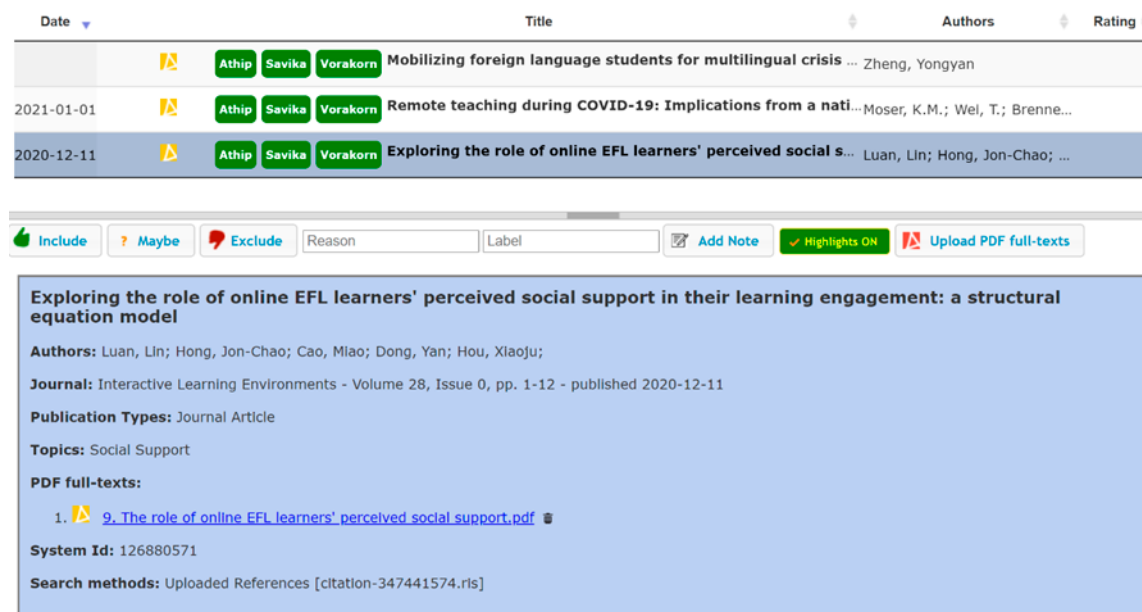 Date Title Authors Rating
Athip Savika Vorakorn Mobilizing foreign language students for multilingual crisis ... Zheng, Yongyan
2021-01-01 Athip Savika Vorakorn Remote teaching during COVID-19: Implications from a nati... Moser, K.M.; Wei, T.; Brenne...
2020-12-11 Athip Savika Vorakorn Exploring the role of online EFL learners' perceived social s... Luan, Lin; Hong, Jon-Chao; ...
Include ? Maybe Exclude Reason Label Add Note Highlights ON Upload PDF full-texts
Exploring the role of online EFL learners' perceived social support in their learning engagement: a structural
equation model
Authors: Luan, Lin; Hong, Jon-Chao; Cao, Miao; Dong, Yan; Hou, Xiaoju;
Journal: Interactive Learning Environments - Volume 28, Issue 0, pp. 1-12 - published 2020-12-11
Publication Types: Journal Article
Topics: Social Support
PDF full-texts:
1. 9. The role of online EFL learners' perceived social support.pdf
System Id: 126880571
Search methods: Uploaded References [citation-347441574.ris]